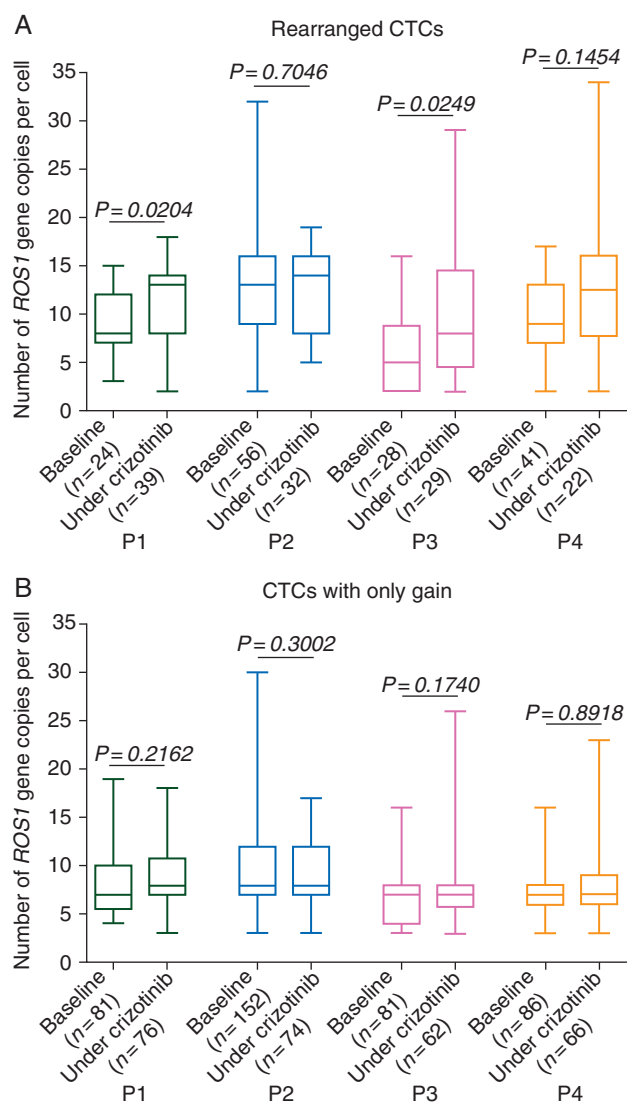 A
Rearranged CTCs
Number of ROS1 gene copies per cell
35
30
25
20
15
10
5
0
P = 0.0204
P = 0.7046
P = 0.0249
P = 0.1454
Baseline
(n = 24)
Under crizotinib
(n = 39)
Baseline
(n = 56)
Under crizotinib
(n = 32)
Baseline
(n = 28)
Under crizotinib
(n = 29)
Baseline
(n = 41)
Under crizotinib
(n = 22)
P1
P2
P3
P4
B
CTCs with only gain
Number of ROS1 gene copies per cell
35
30
25
20
15
10
5
0
P = 0.2162
P = 0.3002
P = 0.1740
P = 0.8918
Baseline
(n = 81)
Under crizotinib
(n = 76)
Baseline
(n = 152)
Under crizotinib
(n = 74)
Baseline
(n = 81)
Under crizotinib
(n = 62)
Baseline
(n = 86)
Under crizotinib
(n = 66)
P1
P2
P3
P4